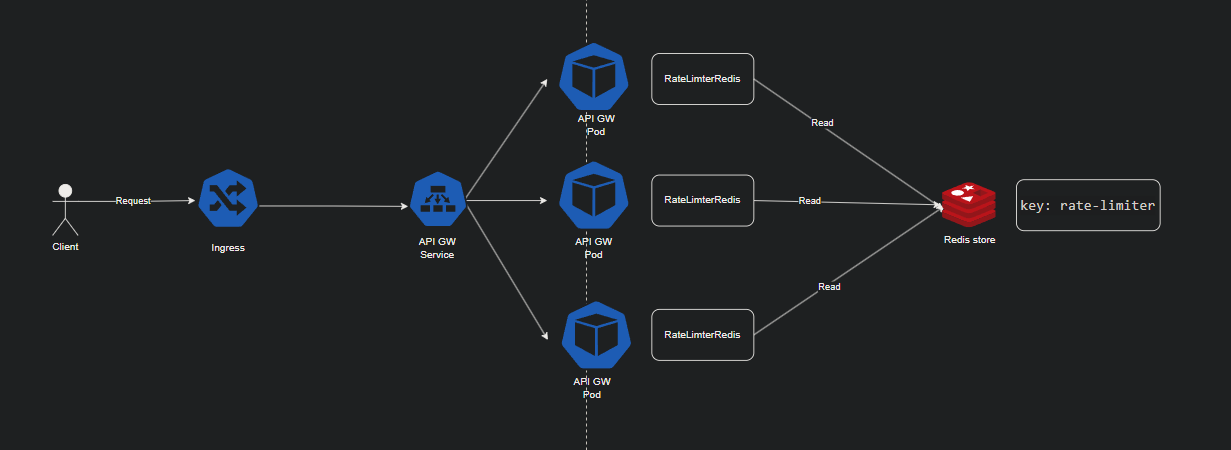 API GW
Pod
RateLimterRedis
Read
Client
Request
Ingress
API GW
Service
API GW
Pod
RateLimterRedis
Read
Redis store
key: rate-limiter
API GW
Pod
RateLimterRedis
Read